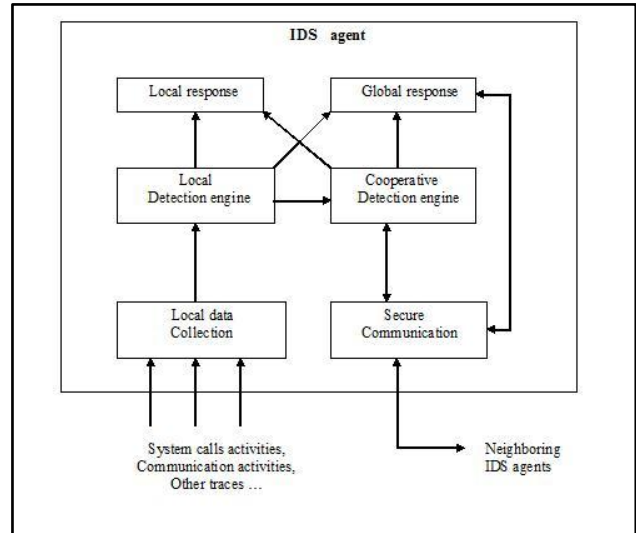 IDS agent
Local response
Global response
Local
Detection engine
Cooperative
Detection engine
Local data
Collection
Secure
Communication
System calls activities,
Communication activities,
Other traces ...
Neighboring
IDS agents